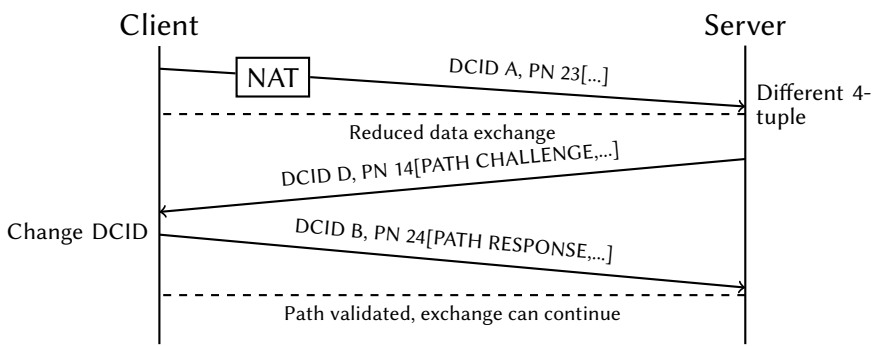 Client
Server
NAT
DCID A, PN 23[...]
Different 4-
tuple
Reduced data exchange
DCID D, PN 14[PATH CHALLENGE,...]
Change DCID
DCID B, PN 24[PATH RESPONSE,...]
Path validated, exchange can continue